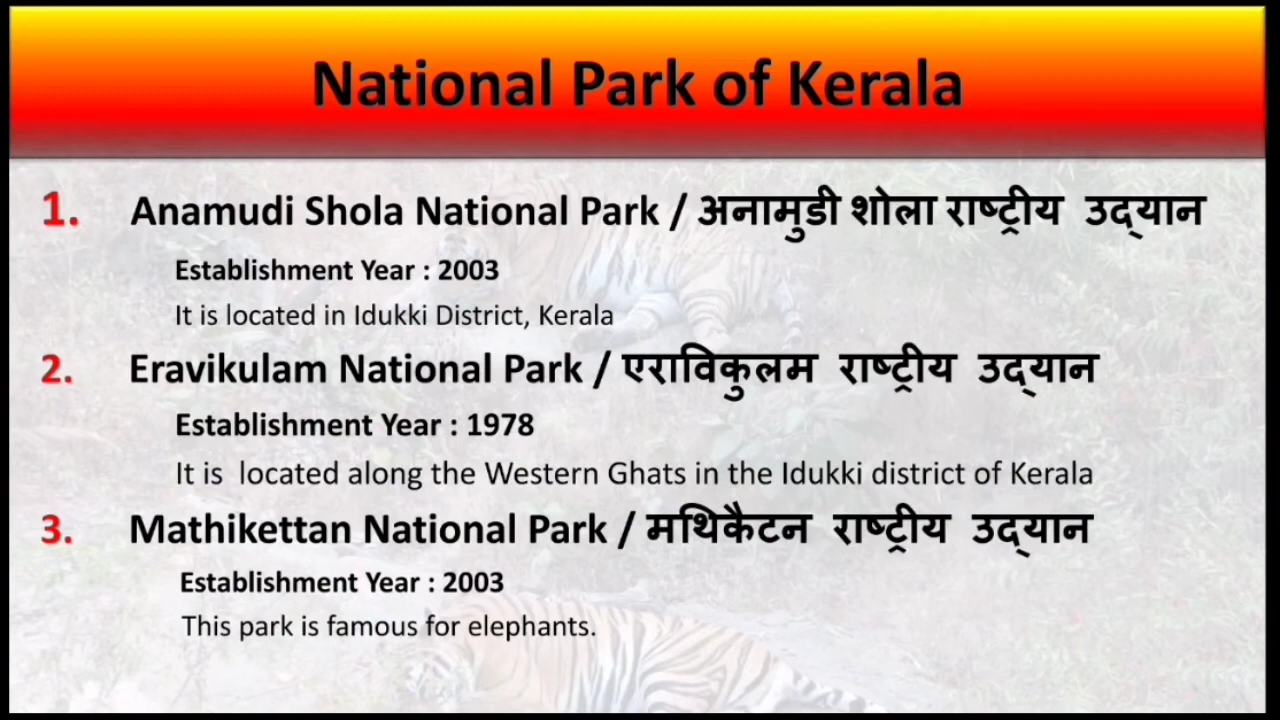 National Park of Kerala
1. Anamudi Shola National Park / अनामुडी शोला राष्ट्रीय उद्यान
Establishment Year : 2003
It is located in Idukki District, Kerala
2. Eravikulam National Park / एराविकुलम राष्ट्रीय उद्यान
Establishment Year : 1978
It is located along the Western Ghats in the Idukki district of Kerala
3. Mathikettan National Park / मथिकैटन राष्ट्रीय उद्यान
Establishment Year : 2003
This park is famous for elephants.